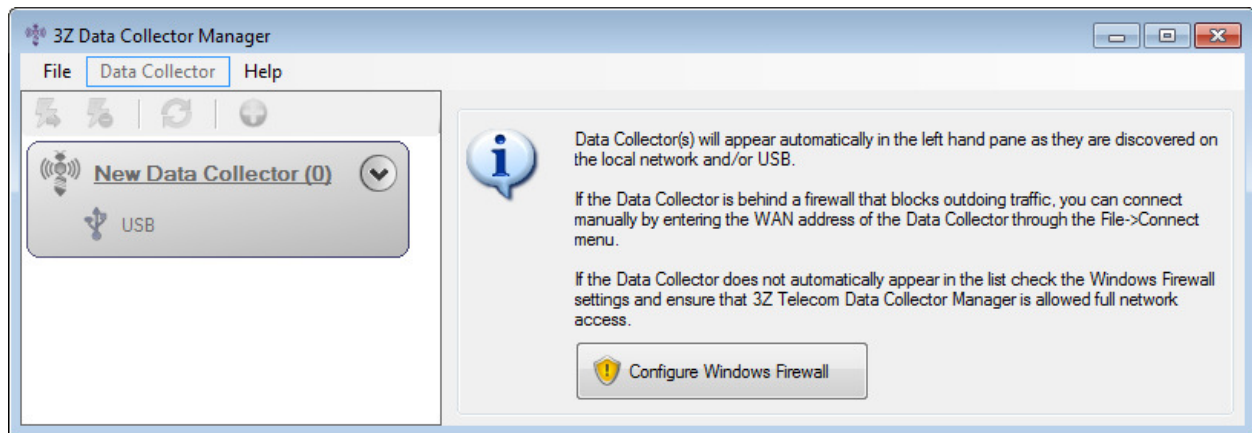 3Z Data Collector Manager
File Data Collector Help
New Data Collector (0)
USB
Data Collector(s) will appear automatically in the left hand pane as they are discovered on
the local network and/or USB.
If the Data Collector is behind a firewall that blocks outdoing traffic, you can connect
manually by entering the WAN address of the Data Collector through the File->Connect
menu.
If the Data Collector does not automatically appear in the list check the Windows Firewall
settings and ensure that 3Z Telecom Data Collector Manager is allowed full network
access.
Configure Windows Firewall